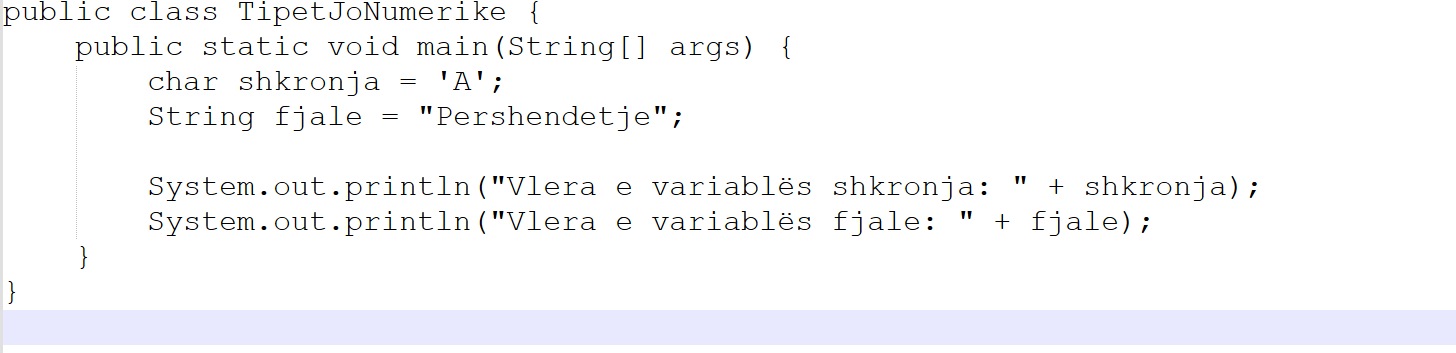 public class TipetJoNumerike {
    public static void main(String[] args) {
        char shkronja = 'A';
        String fjale = "Pershendetje";

        System.out.println("Vlera e variablës shkronja: " + shkronja);
        System.out.println("Vlera e variablës fjale: " + fjale);
    }
}